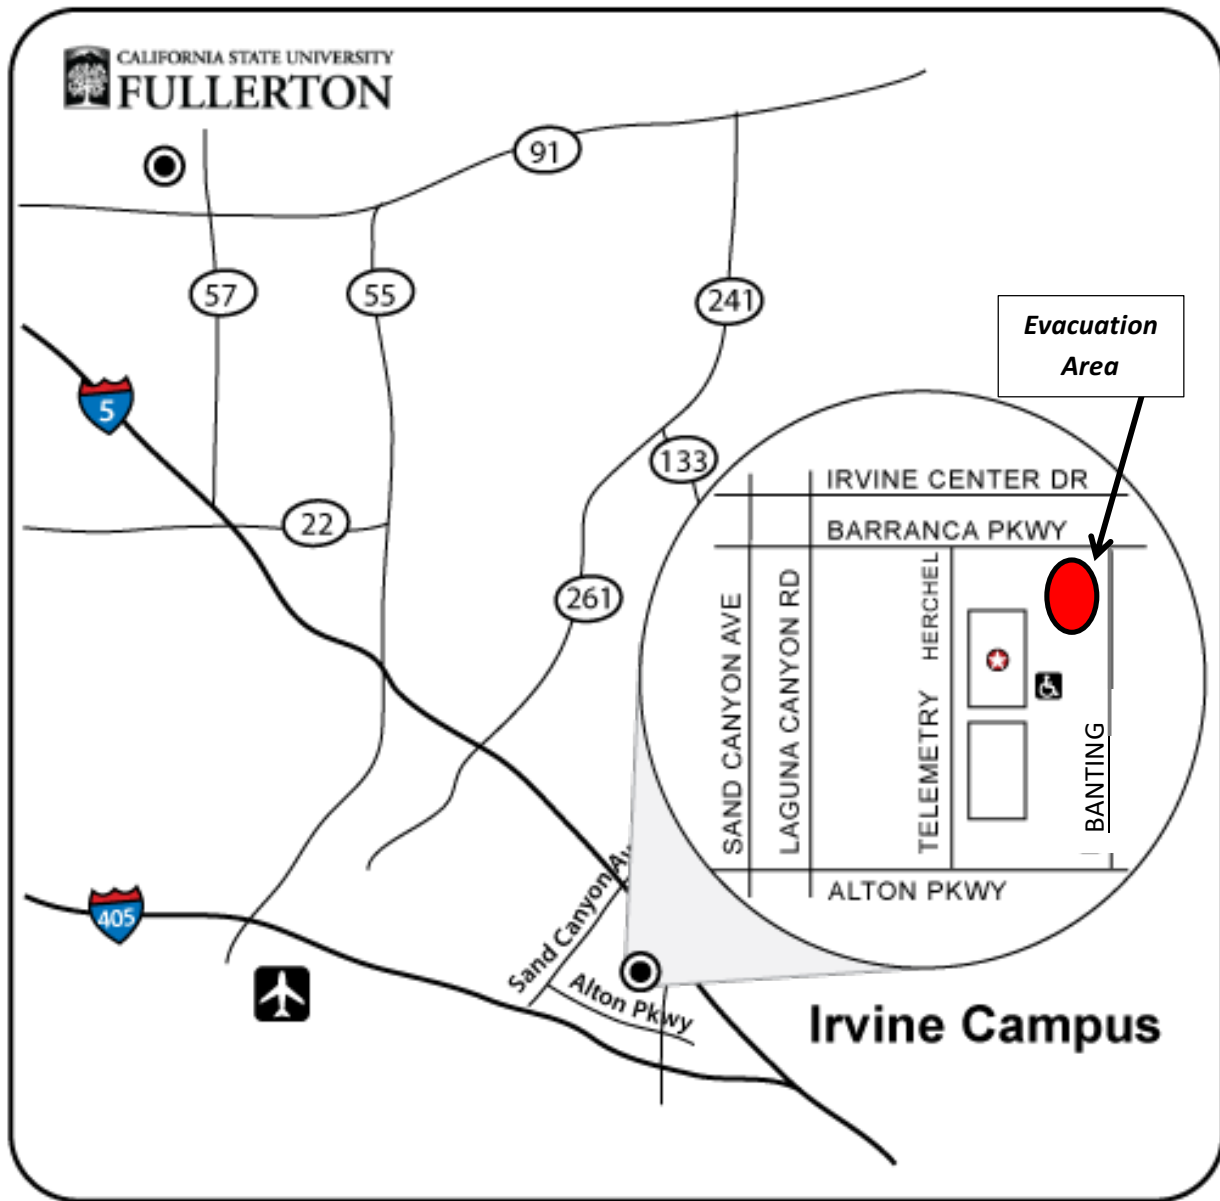 CALIFORNIA STATE UNIVERSITY
FULLERTON
91
57
55
241
Evacuation
Area
5
133
22
261
IRVINE CENTER DR
BARRANCA PKWY
SAND CANYON AVE
LAGUNA CANYON RD
HERCHEL
TELEMETRY
BANTING
ALTON PKWY
405
Sand Canyon
Alton Pkwy
Irvine Campus